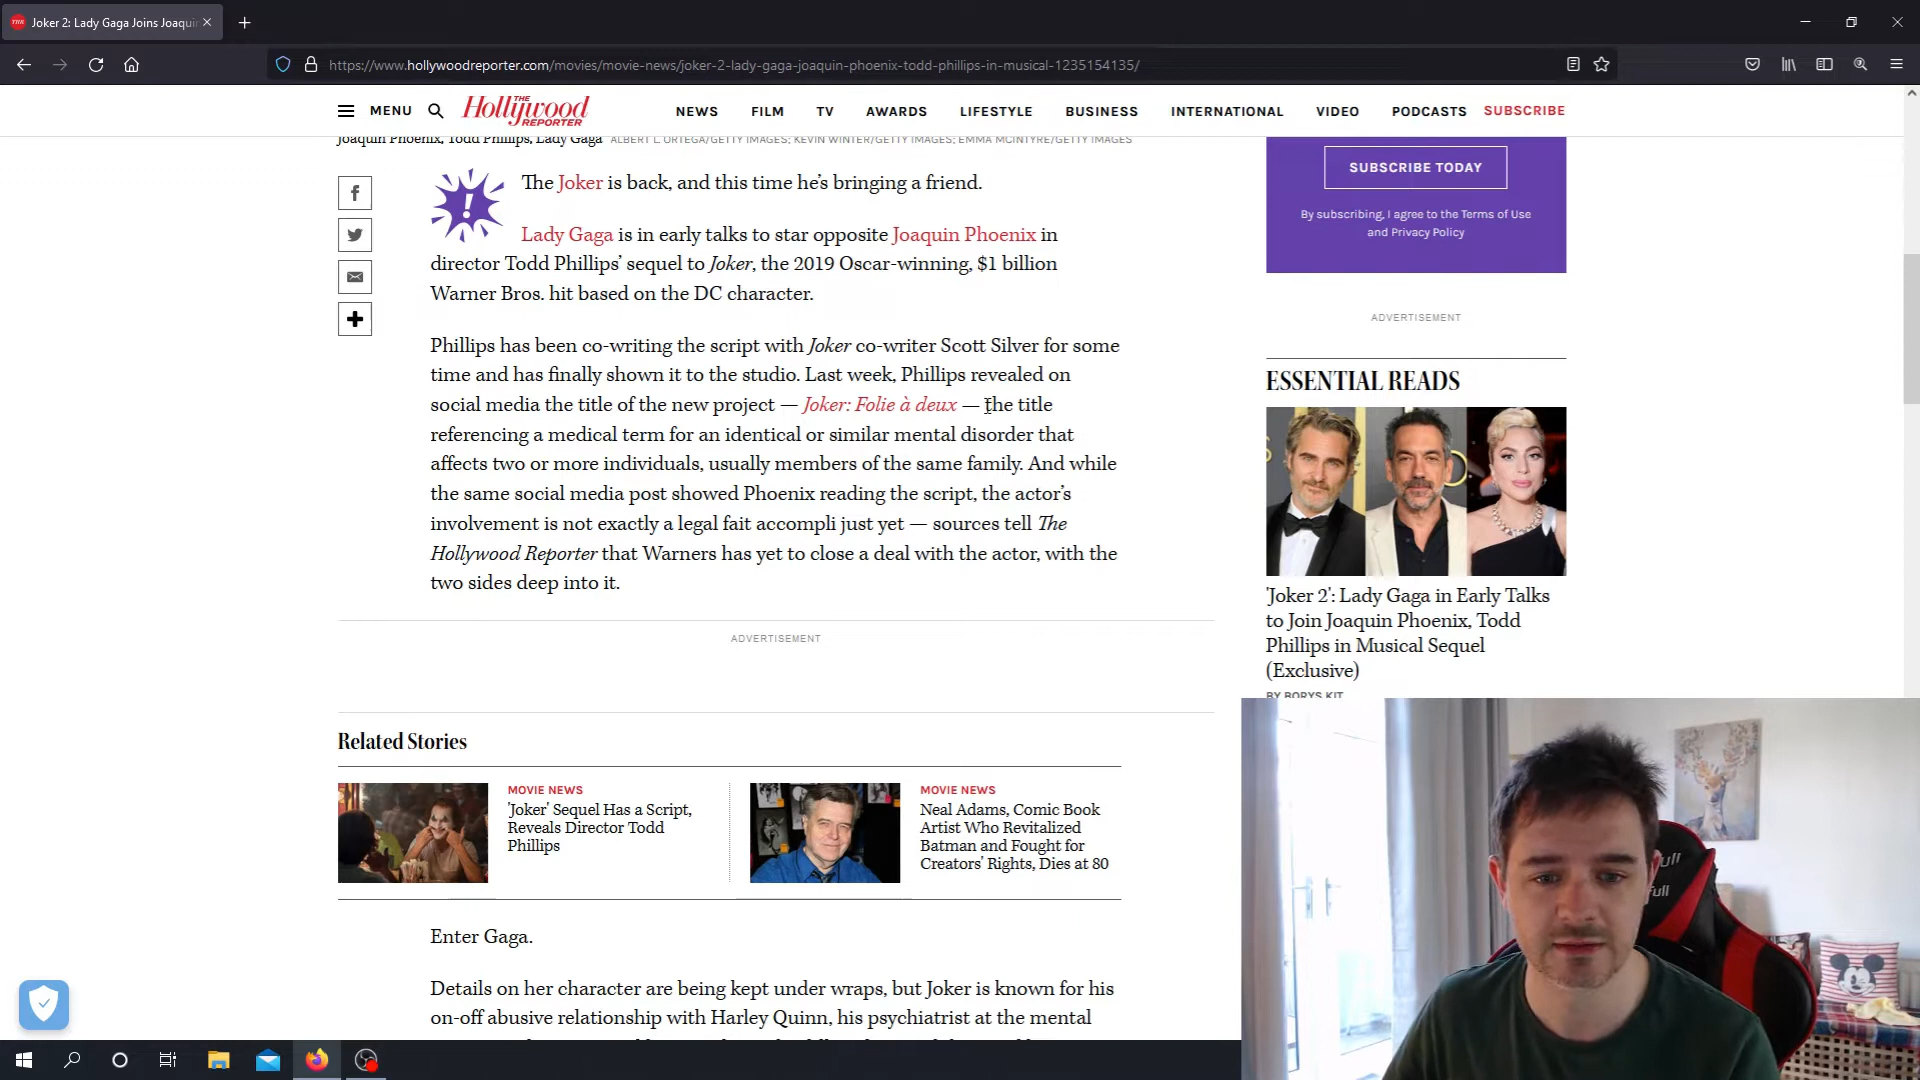 Joker 2: Lady Gaga Joins Joaqui
https://www.hollywoodreporter.com/movies/movie-news/joker-2-lady-gaga-joaquin-phoenix-todd-phillips-in-musical-1235154135/
MENU
THE
Hollywood
REPORTER
NEWS FILM TV AWARDS LIFESTYLE BUSINESS INTERNATIONAL VIDEO PODCASTS SUBSCRIBE
Joaquin Phoenix, Todd Phillips, Lady Gaga ALBERT L. ORTEGA/GETTY IMAGES; KEVIN WINTER/GETTY IMAGES; EMMA MCINTYRE/GETTY IMAGES
The Joker is back, and this time he's bringing a friend.
Lady Gaga is in early talks to star opposite Joaquin Phoenix in
director Todd Phillips' sequel to Joker, the 2019 Oscar-winning, $1 billion
Warner Bros. hit based on the DC character.
Phillips has been co-writing the script with Joker co-writer Scott Silver for some
time and has finally shown it to the studio. Last week, Phillips revealed on
social media the title of the new project — Joker: Folie à deux — the title
referencing a medical term for an identical or similar mental disorder that
affects two or more individuals, usually members of the same family. And while
the same social media post showed Phoenix reading the script, the actor's
involvement is not exactly a legal fait accompli just yet — sources tell The
Hollywood Reporter that Warners has yet to close a deal with the actor, with the
two sides deep into it.
ADVERTISEMENT
Related Stories
MOVIE NEWS
'Joker' Sequel Has a Script,
Reveals Director Todd
Phillips
MOVIE NEWS
Neal Adams, Comic Book
Artist Who Revitalized
Batman and Fought for
Creators' Rights, Dies at 80
Enter Gaga.
Details on her character are being kept under wraps, but Joker is known for his
on-off abusive relationship with Harley Quinn, his psychiatrist at the mental
SUBSCRIBE TODAY
By subscribing, I agree to the Terms of Use
and Privacy Policy
ADVERTISEMENT
ESSENTIAL READS
'Joker 2': Lady Gaga in Early Talks
to Join Joaquin Phoenix, Todd
Phillips in Musical Sequel
(Exclusive)
BY BORYS KIT